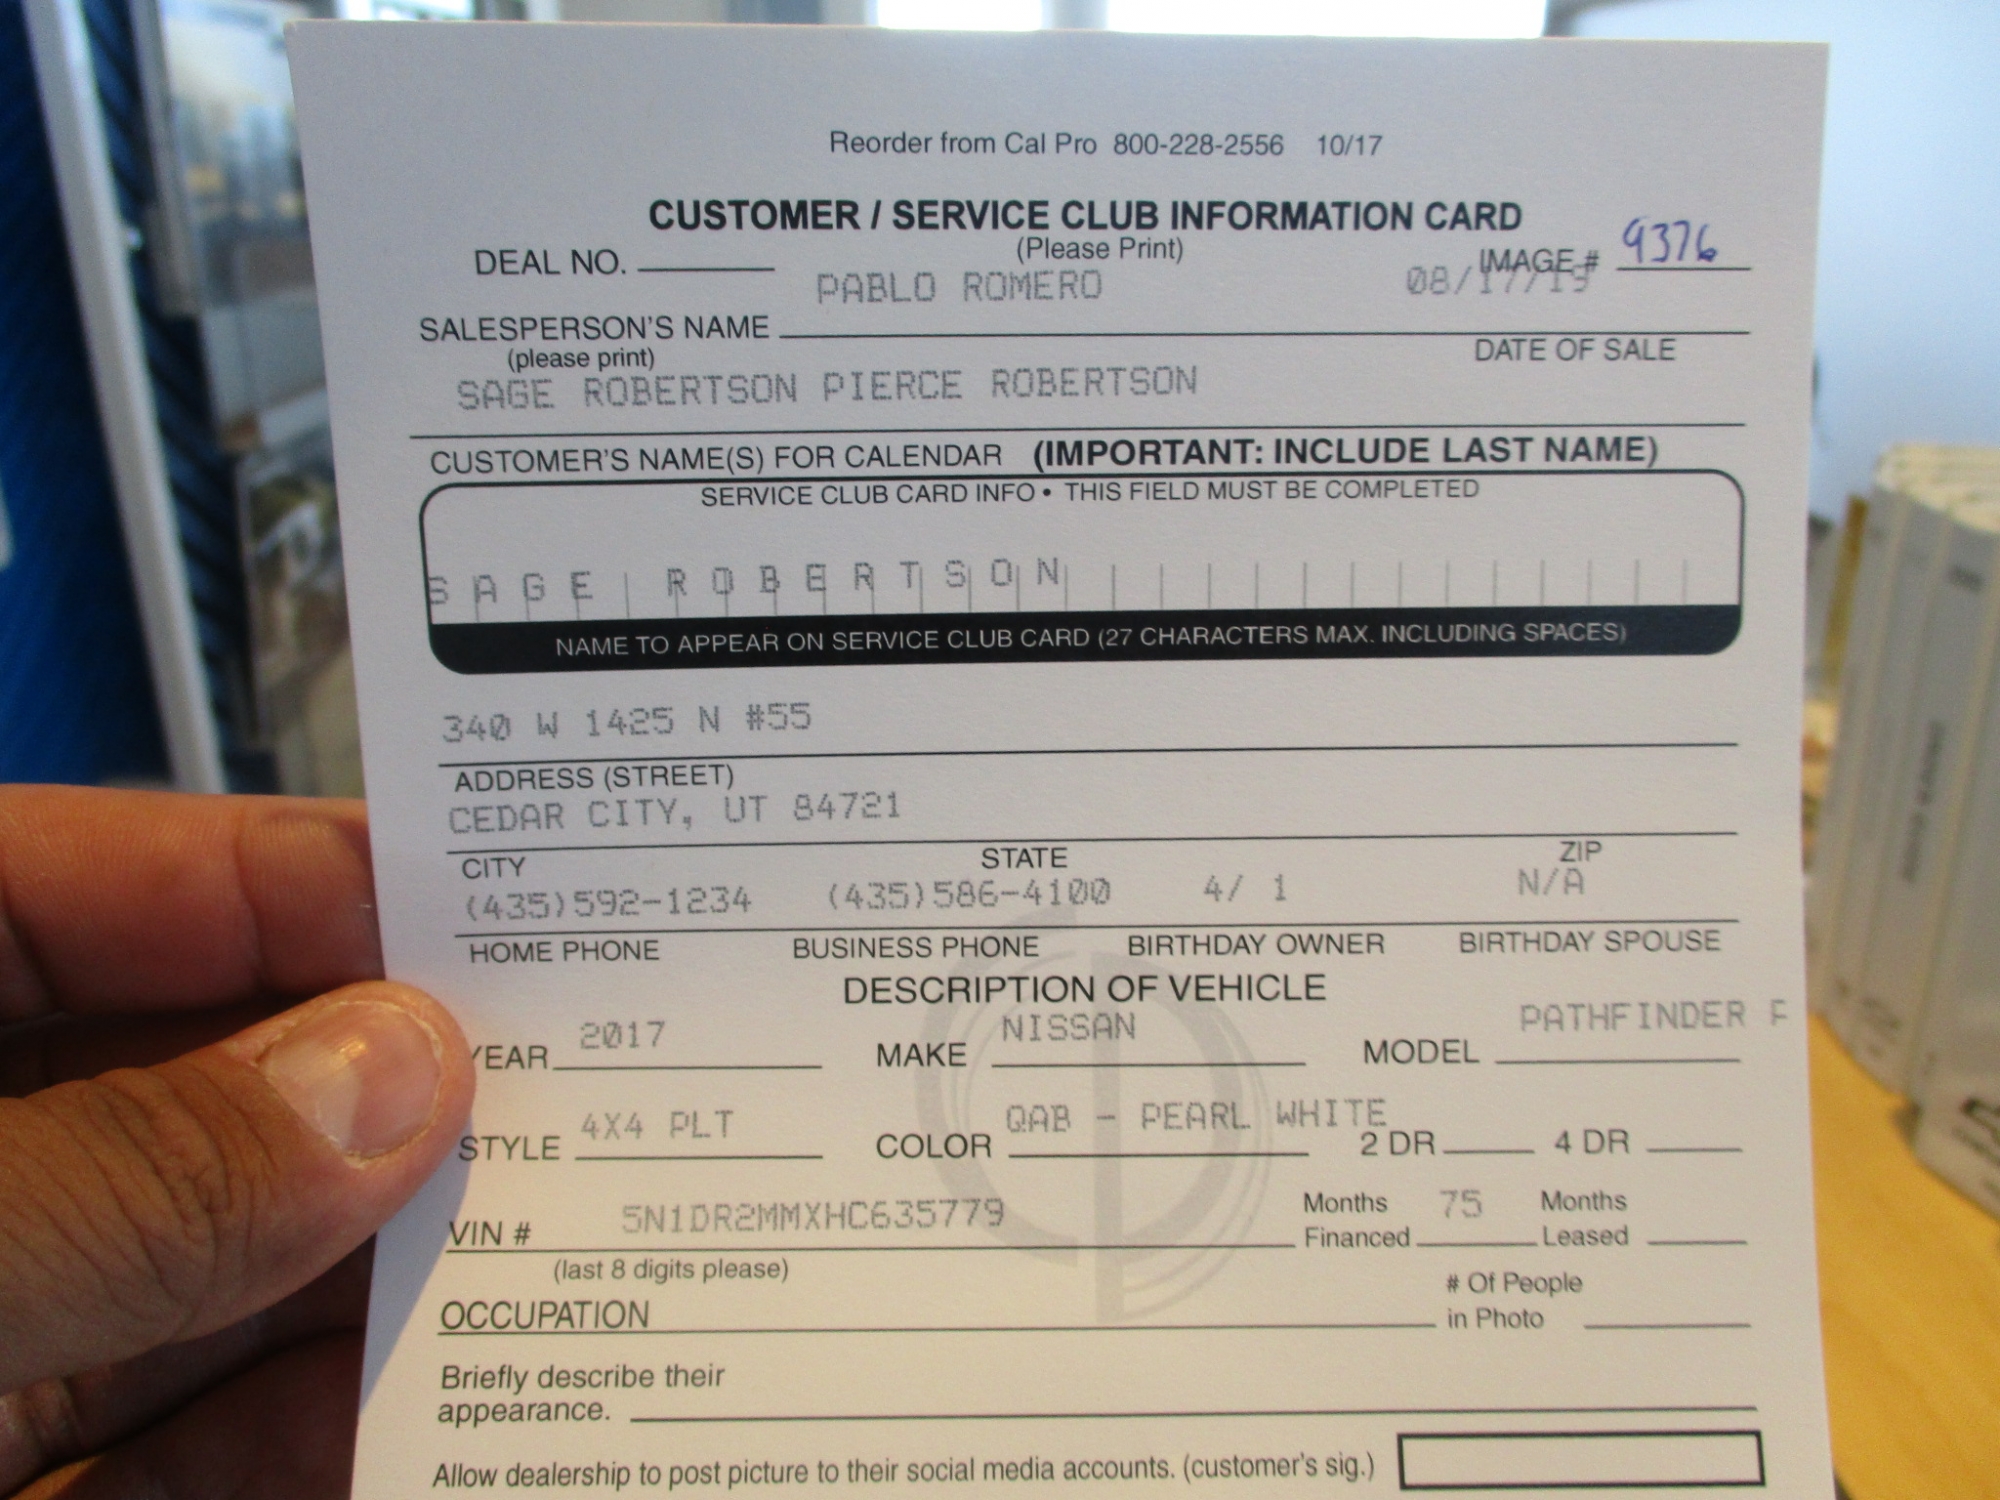 Reorder from Cal Pro 800-228-2556 10/17
CUSTOMER / SERVICE CLUB INFORMATION CARD
(Please Print)
DEAL NO. IMAGE # 9376
PABLO ROMERO 08/17/19
SALESPERSON'S NAME
(please print) DATE OF SALE
SAGE ROBERTSON PIERCE ROBERTSON
CUSTOMER'S NAME(S) FOR CALENDAR (IMPORTANT: INCLUDE LAST NAME)
SERVICE CLUB CARD INFO • THIS FIELD MUST BE COMPLETED
SAGE ROBERTSON
NAME TO APPEAR ON SERVICE CLUB CARD (27 CHARACTERS MAX. INCLUDING SPACES)
340 W 1425 N #55
ADDRESS (STREET)
CEDAR CITY, UT 84721
CITY STATE ZIP
(435)592-1234 (435)586-4100 4/ 1 N/A
HOME PHONE BUSINESS PHONE BIRTHDAY OWNER BIRTHDAY SPOUSE
DESCRIPTION OF VEHICLE
YEAR 2017 MAKE NISSAN MODEL PATHFINDER P
STYLE 4X4 PLT COLOR QAB - PEARL WHITE 2 DR 4 DR
VIN # 5N1DR2MMXHC635779 Months Financed 75 Months Leased
(last 8 digits please)
OCCUPATION # Of People in Photo
Briefly describe their
appearance.
Allow dealership to post picture to their social media accounts. (customer's sig.)